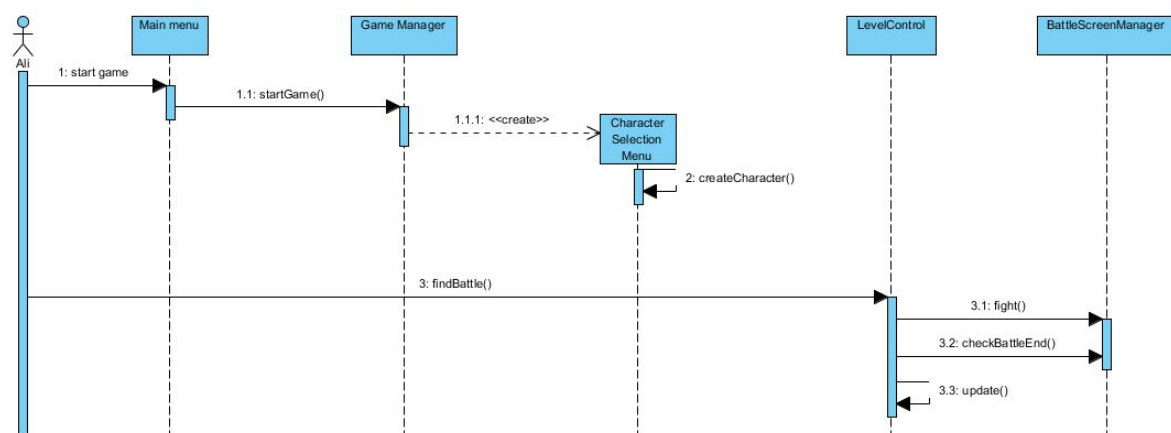 Main menu
Game Manager
LevelControl
BattleScreenManager
Ali
1: start game
1.1: startGame()
1.1.1: <<create>>
Character
Selection
Menu
2: createCharacter()
3: findBattle()
3.1: fight()
3.2: checkBattleEnd()
3.3: update()